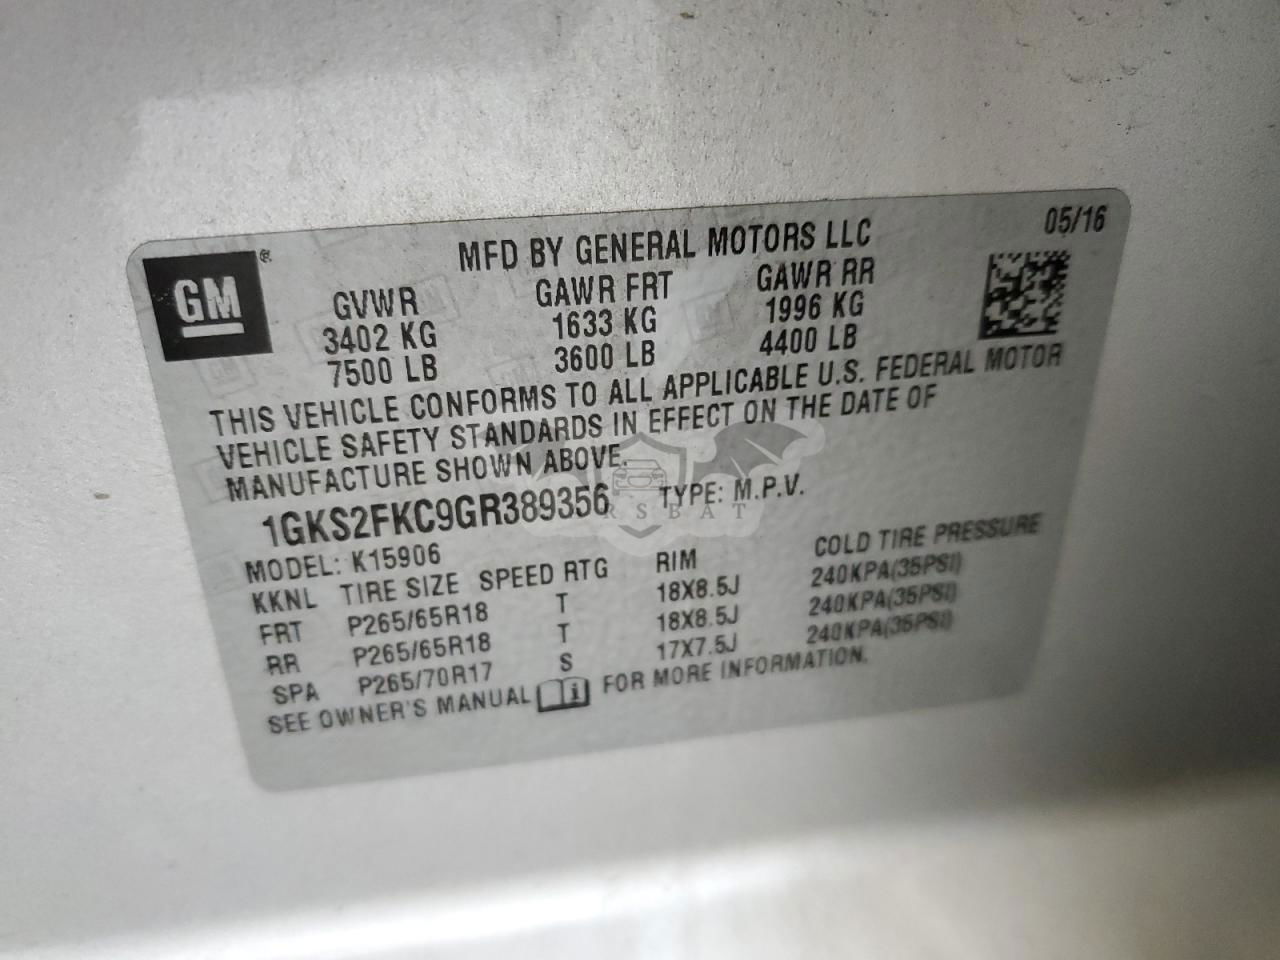 05/16
MFD BY GENERAL MOTORS LLC
GM ®
GVWR GAWR FRT GAWR RR
3402 KG 1633 KG 1996 KG
7500 LB 3600 LB 4400 LB
THIS VEHICLE CONFORMS TO ALL APPLICABLE U.S. FEDERAL MOTOR
VEHICLE SAFETY STANDARDS IN EFFECT ON THE DATE OF
MANUFACTURE SHOWN ABOVE.
1GKS2FKC9GR389356 TYPE: M.P.V.
RSBAT
MODEL: K15906
KKNL TIRE SIZE SPEED RTG RIM COLD TIRE PRESSURE
FRT P265/65R18 T 18X8.5J 240KPA(35PSI)
RR P265/65R18 T 18X8.5J 240KPA(35PSI)
SPA P265/70R17 S 17X7.5J 240KPA(35PSI)
SEE OWNER'S MANUAL i FOR MORE INFORMATION.